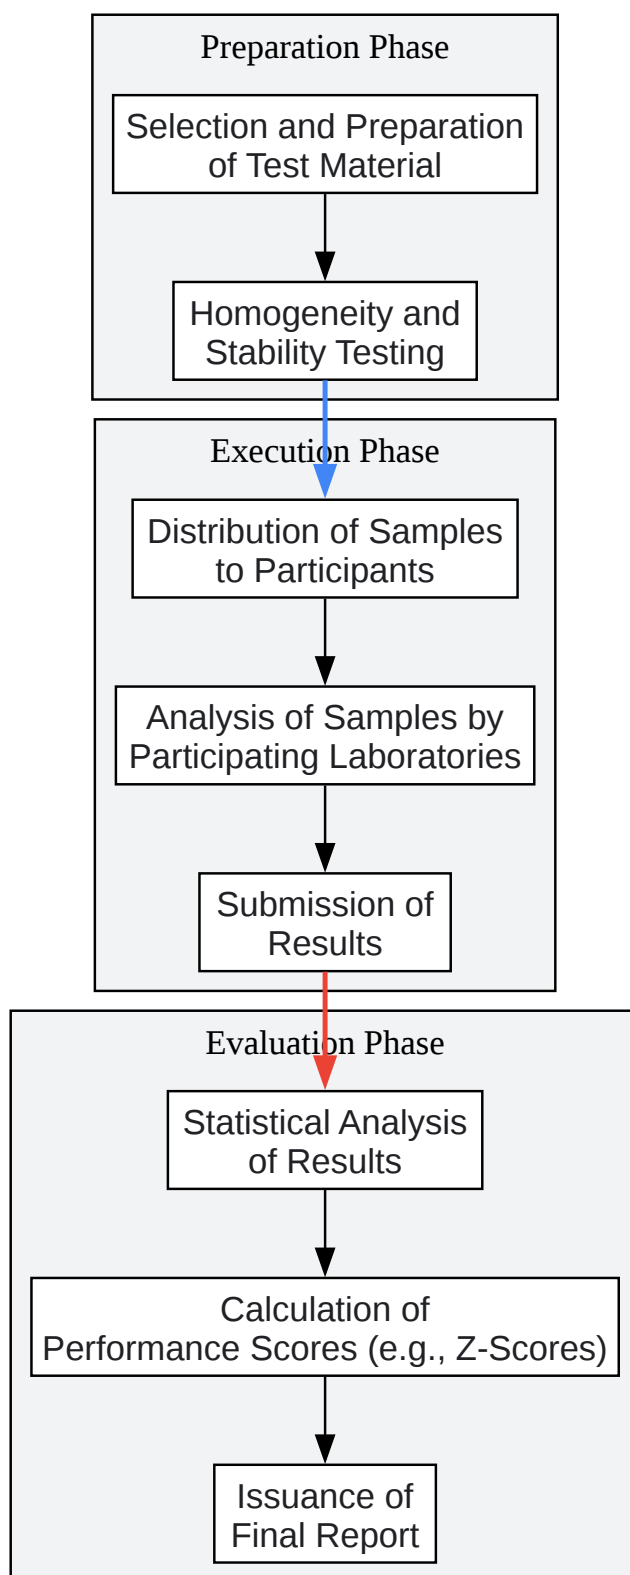 Preparation Phase
Selection and Preparation
of Test Material
Homogeneity and
Stability Testing
Execution Phase
Distribution of Samples
to Participants
Analysis of Samples by
Participating Laboratories
Submission of
Results
Evaluation Phase
Statistical Analysis
of Results
Calculation of
Performance Scores (e.g., Z-Scores)
Issuance of
Final Report